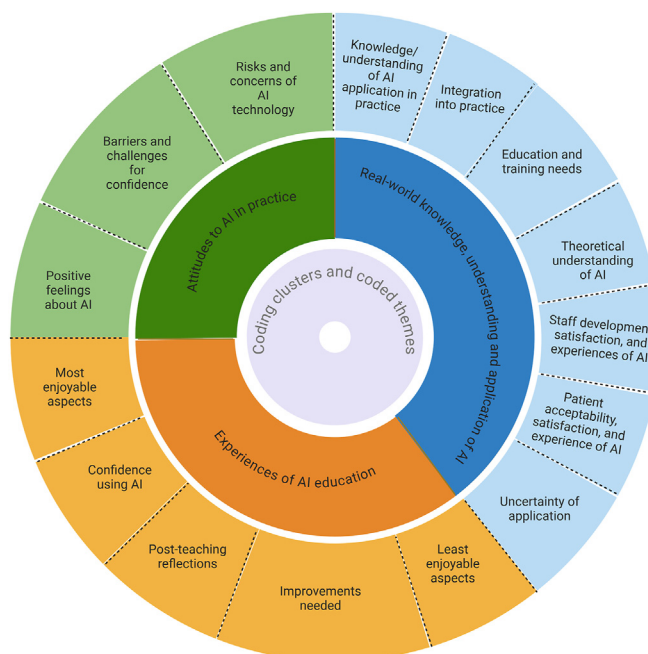 Coding clusters and coded themes
Attitudes to AI in practice
Real-world knowledge, understanding and application of AI
Experiences of AI education
Knowledge/
understanding
of AI
application in
practice
Integration
into practice
Education and
training needs
Theoretical
understanding
of AI
Staff development,
satisfaction, and
experiences of AI
Patient
acceptability,
satisfaction, and
experience of AI
Uncertainty of
application
Least
enjoyable
aspects
Improvements
needed
Post-teaching
reflections
Confidence
using AI
Most
enjoyable
aspects
Positive
feelings
about AI
Barriers and
challenges
for
confidence
Risks and
concerns of
AI
technology